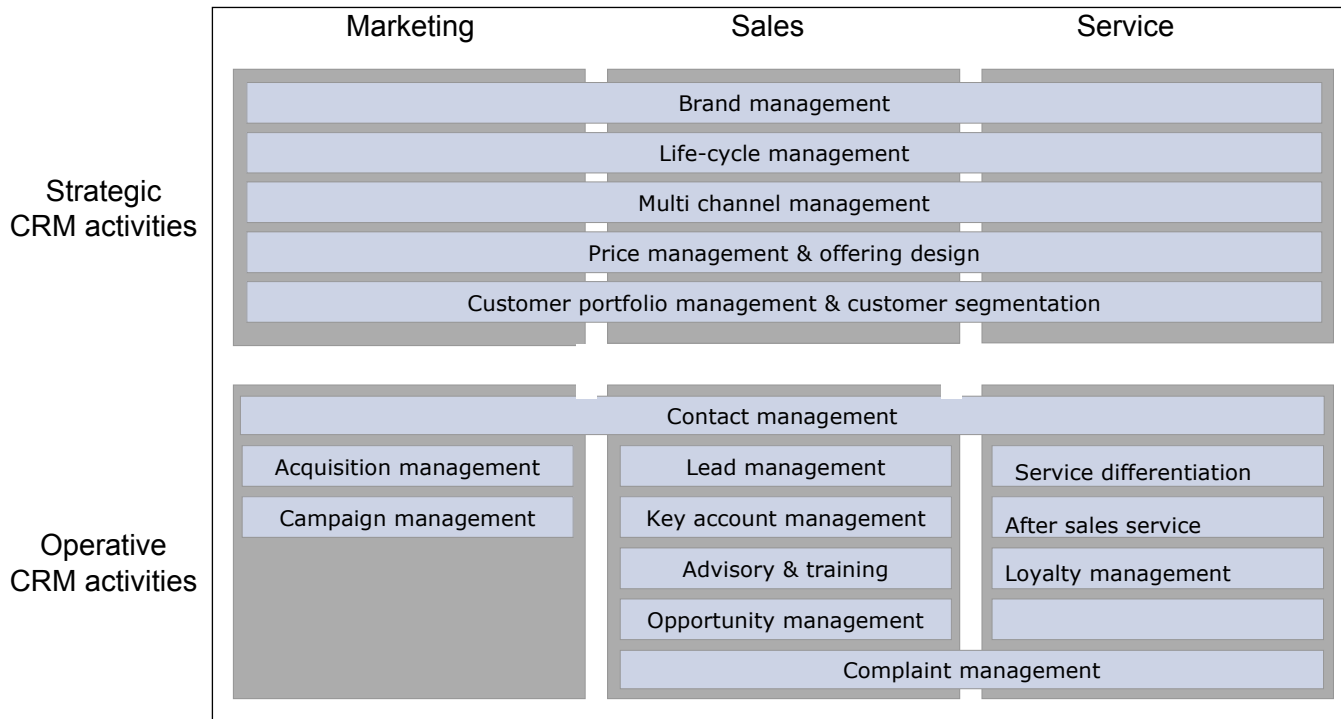 Marketing
Sales
Service
Strategic
CRM activities
Brand management
Life-cycle management
Multi channel management
Price management & offering design
Customer portfolio management & customer segmentation
Operative
CRM activities
Contact management
Acquisition management
Campaign management
Lead management
Key account management
Advisory & training
Opportunity management
Service differentiation
After sales service
Loyalty management
Complaint management